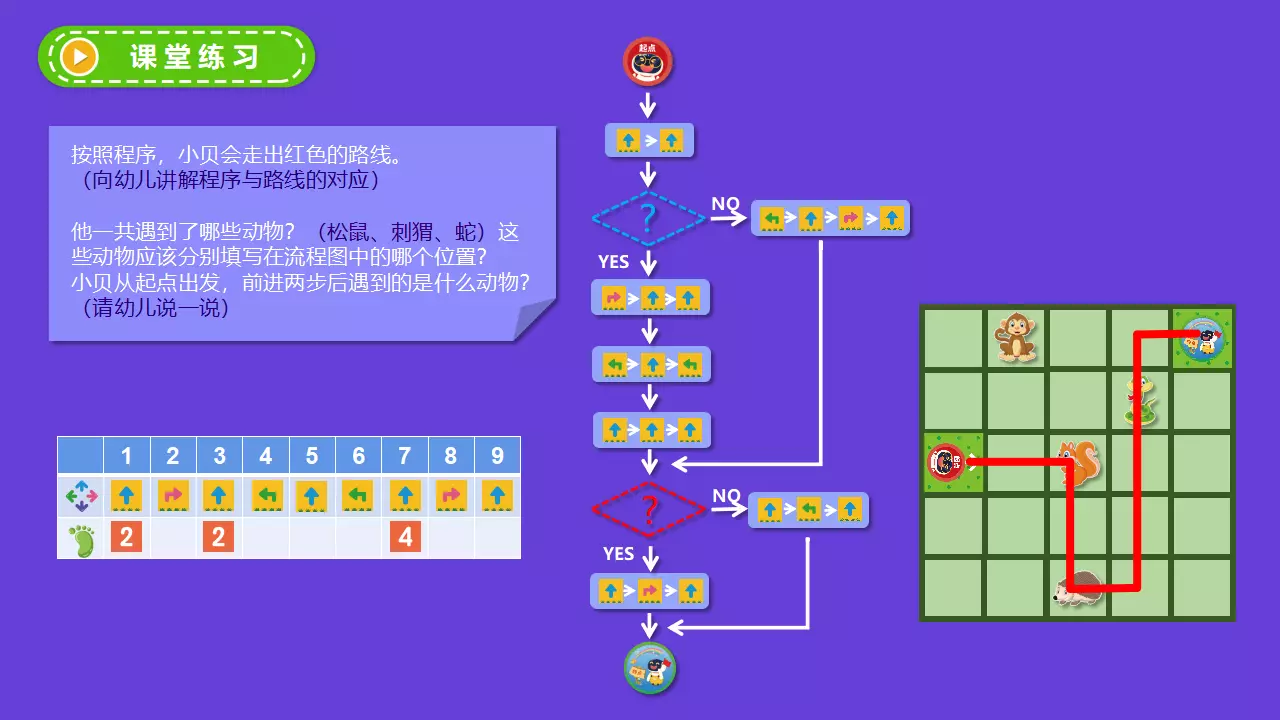 课堂练习
起点
按照程序，小贝会走出红色的路线。
（向幼儿讲解程序与路线的对应）
他一共遇到了哪些动物？（松鼠、刺猬、蛇）这
些动物应该分别填写在流程图中的哪个位置？
小贝从起点出发，前进两步后遇到的是什么动物？
（请幼儿说一说）
?
NO
YES
?
NO
YES
1 2 3 4 5 6 7 8 9
2 2 4
起点